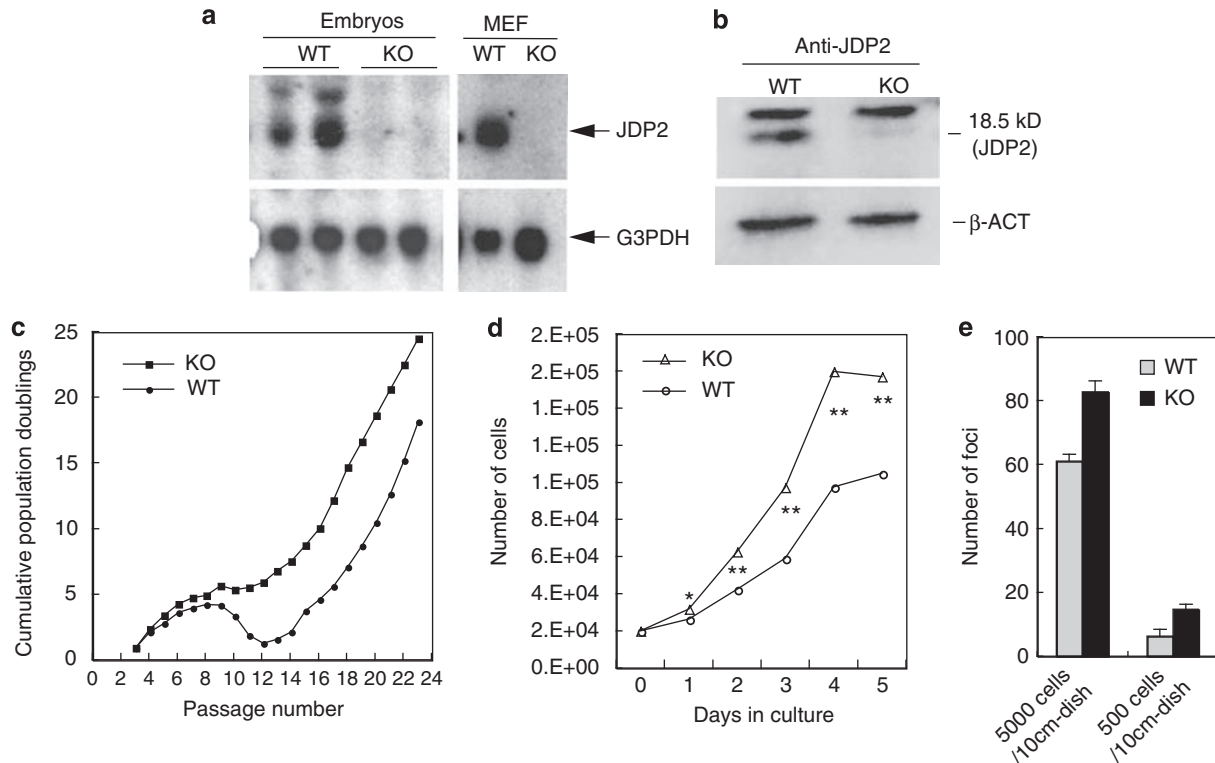 a
Embryos
MEF
WT KO
WT KO
JDP2
G3PDH
b
Anti-JDP2
WT KO
18.5 kD
(JDP2)
β-ACT
c
25
20
15
10
5
0
Cumulative population doublings
KO
WT
0 2 4 6 8 10 12 14 16 18 20 22 24
Passage number
d
2.E+05
2.E+05
1.E+05
1.E+05
1.E+05
8.E+04
6.E+04
4.E+04
2.E+04
0.E+00
Number of cells
KO
WT
*
**
**
**
**
0 1 2 3 4 5
Days in culture
e
100
80
60
40
20
0
Number of foci
WT
KO
5000 cells
/10cm-dish
500 cells
/10cm-dish